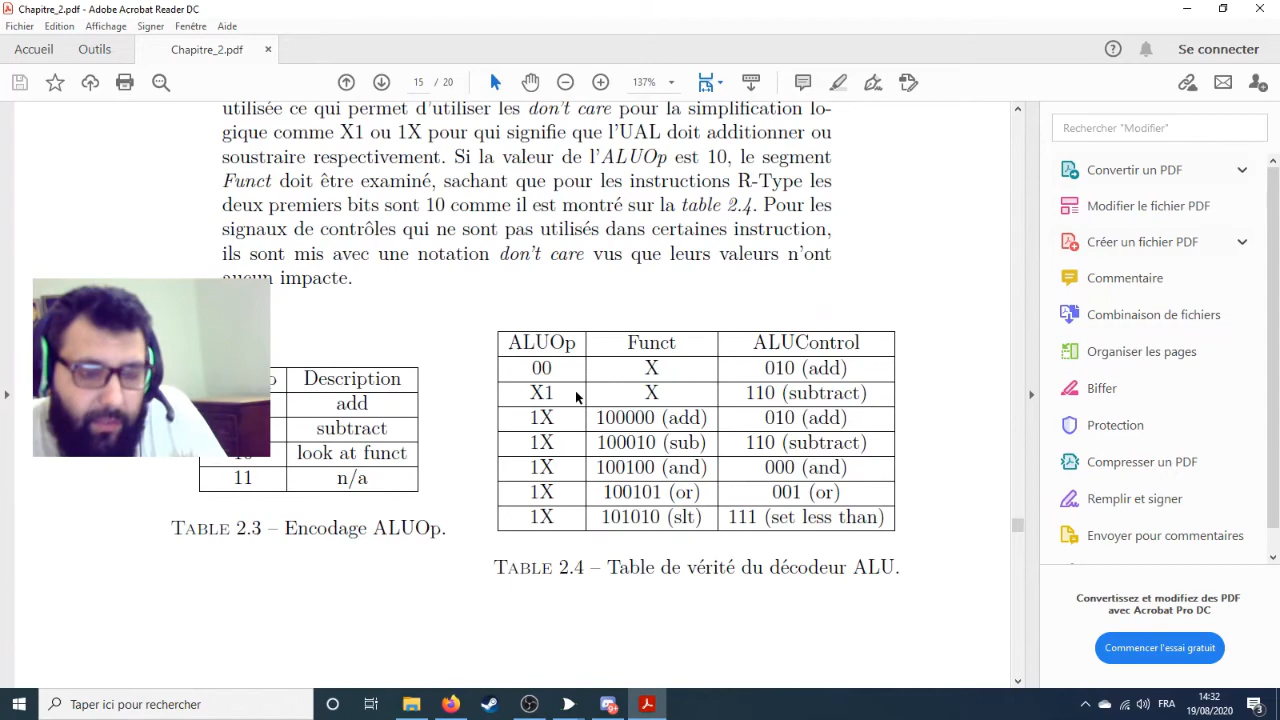 Chapitre_2.pdf - Adobe Acrobat Reader DC
Fichier Edition Affichage Signer Fenêtre Aide
Accueil Outils Chapitre_2.pdf × Se connecter
15 / 20 137%
utilisée ce qui permet d'utiliser les don't care pour la simplification lo-
gique comme X1 ou 1X pour qui signifie que l'UAL doit additionner ou
soustraire respectivement. Si la valeur de l'ALUOp est 10, le segment
Funct doit être examiné, sachant que pour les instructions R-Type les
deux premiers bits sont 10 comme il est montré sur la table 2.4. Pour les
signaux de contrôles qui ne sont pas utilisés dans certaines instruction,
ils sont mis avec une notation don't care vus que leurs valeurs n'ont
aucun impacte.
Description
add
subtract
look at funct
11 n/a
TABLE 2.3 – Encodage ALUOp.
ALUOp Funct ALUControl
00 X 010 (add)
X1 X 110 (subtract)
1X 100000 (add) 010 (add)
1X 100010 (sub) 110 (subtract)
1X 100100 (and) 000 (and)
1X 100101 (or) 001 (or)
1X 101010 (slt) 111 (set less than)
TABLE 2.4 – Table de vérité du décodeur ALU.
Rechercher "Modifier"
Convertir un PDF
Modifier le fichier PDF
Créer un fichier PDF
Commentaire
Combinaison de fichiers
Organiser les pages
Biffer
Protection
Compresser un PDF
Remplir et signer
Envoyer pour commentaires
Convertissez et modifiez des PDF
avec Acrobat Pro DC
Commencer l'essai gratuit
Taper ici pour rechercher
FRA
14:32
19/08/2020
3